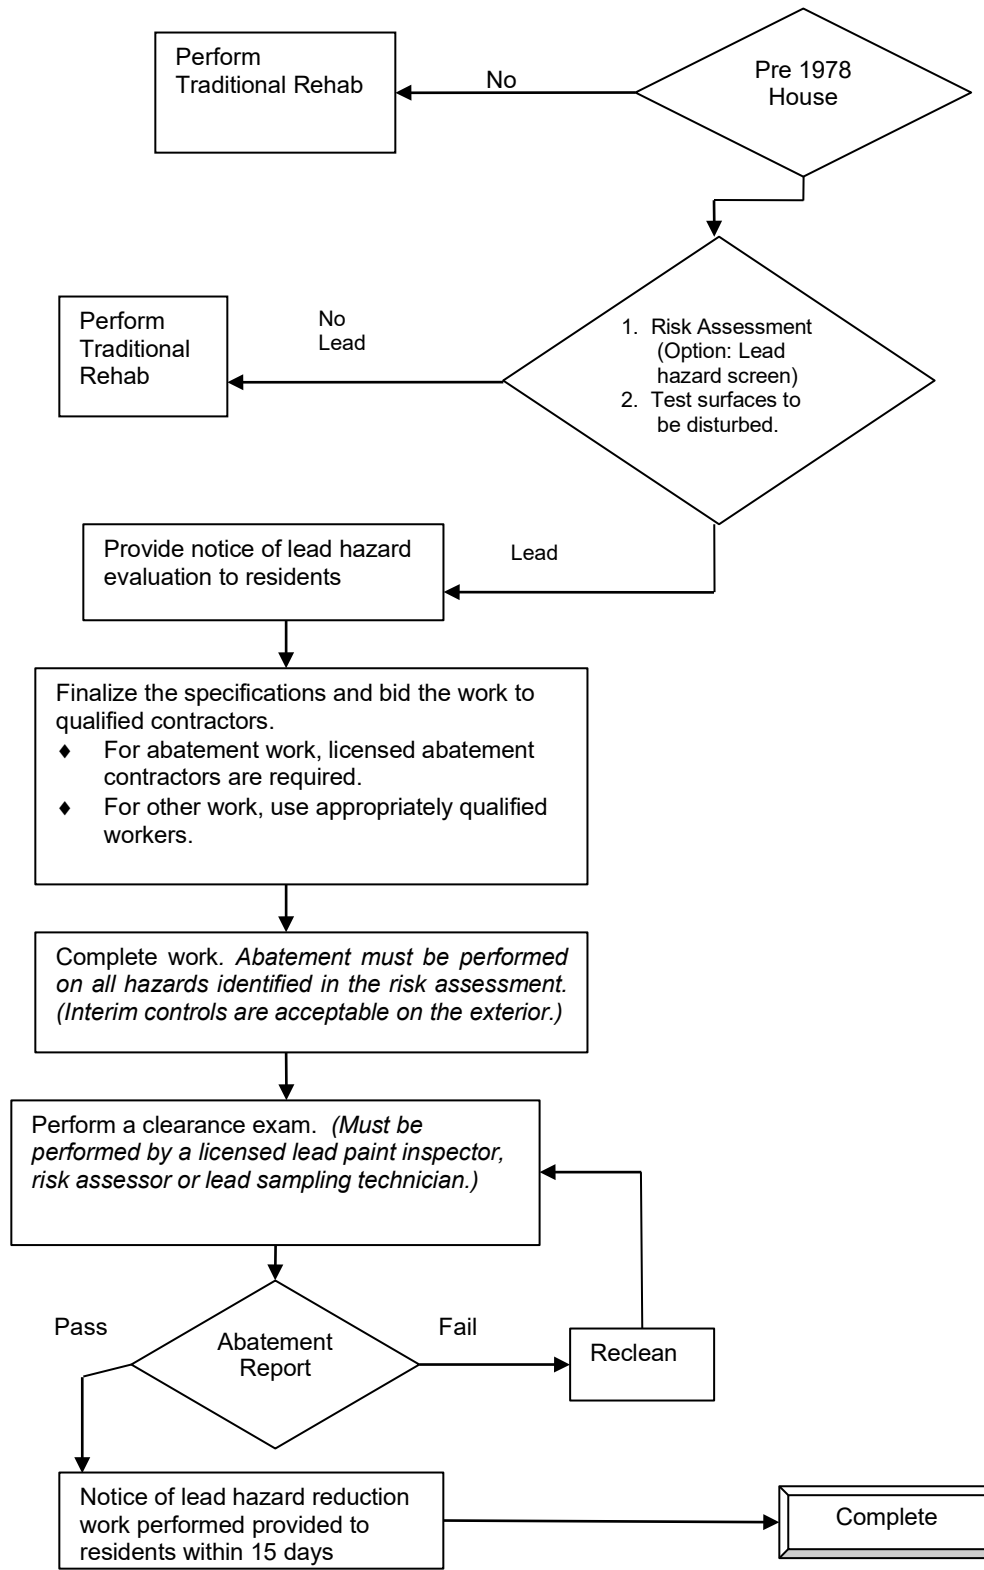 Pre 1978
House
No
Perform
Traditional Rehab
1. Risk Assessment
(Option: Lead
hazard screen)
2. Test surfaces to
be disturbed.
No
Lead
Perform
Traditional
Rehab
Lead
Provide notice of lead hazard
evaluation to residents
Finalize the specifications and bid the work to
qualified contractors.
♦ For abatement work, licensed abatement
contractors are required.
♦ For other work, use appropriately qualified
workers.
Complete work. Abatement must be performed
on all hazards identified in the risk assessment.
(Interim controls are acceptable on the exterior.)
Perform a clearance exam. (Must be
performed by a licensed lead paint inspector,
risk assessor or lead sampling technician.)
Abatement
Report
Pass
Fail
Reclean
Notice of lead hazard reduction
work performed provided to
residents within 15 days
Complete